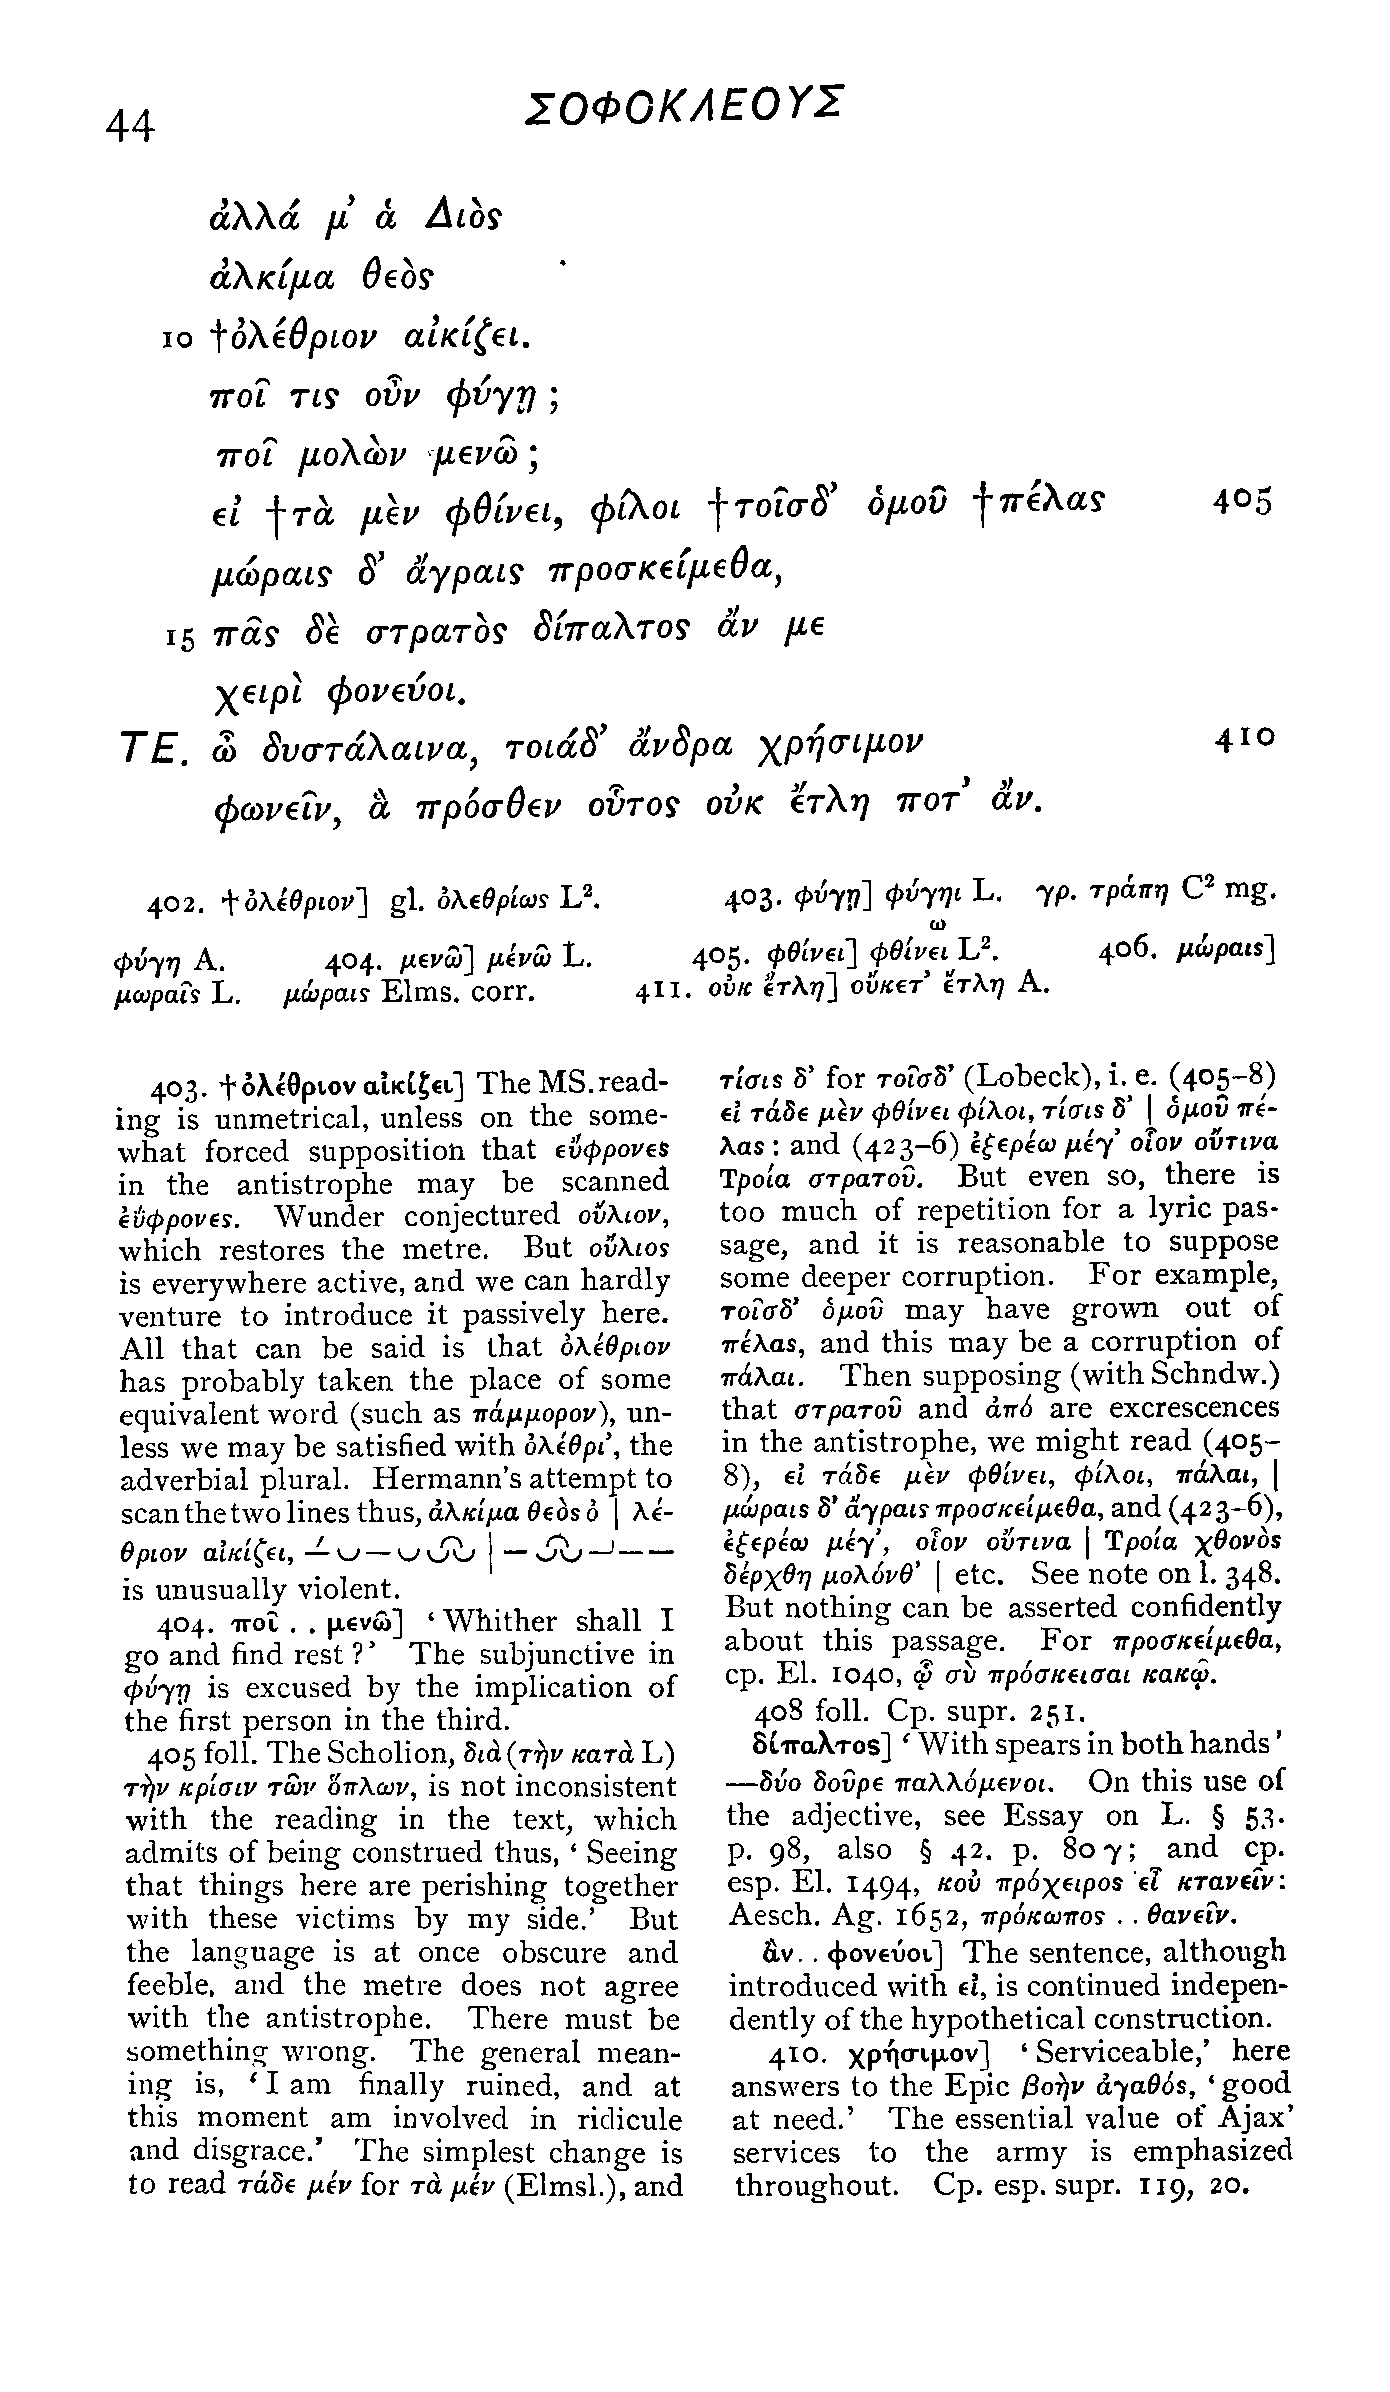 44
ΣΟΦΟΚΛΕΟΥΣ
ἀλλά μ’ ἁ Διὸς
ἀλκίμα θεὸς
10 †ὀλέθριον αἰκίζει.
ποῖ τις οὖν φύγῃ ;
ποῖ μολὼν μενῶ ;
εἰ †τὰ μὲν φθίνει, φίλοι †τοῖσδ’ ὁμοῦ †πέλας 405
μώραις δ’ ἄγραις προσκείμεθα,
15 πᾶς δὲ στρατὸς δίπαλτος ἄν με
χειρὶ φονεύοι.
ΤΕ. ὦ δυστάλαινα, τοιάδ’ ἄνδρα χρήσιμον 410
φωνεῖν, ἃ πρόσθεν οὗτος οὐκ ἔτλη ποτ’ ἄν.
402. †ὀλέθριον] gl. ὀλεθρίως L². 403. φύγῃ] φύγηι L. γρ. τράπη C² mg.
φύγη A. 404. μενῶ] μένῶ L. 405. φθίνει] φθίνει L². 406. μώραις]
ω
μωραῖς L. μώραις Elms. corr. 411. οὐκ ἔτλη] οὔκετ’ ἔτλη A.
403. †ὀλέθριον αἰκίζει] The MS. read-
ing is unmetrical, unless on the some-
what forced supposition that εὔφρονες
in the antistrophe may be scanned
ἐΰφρονες. Wunder conjectured οὔλιον,
which restores the metre. But οὔλιος
is everywhere active, and we can hardly
venture to introduce it passively here.
All that can be said is that ὀλέθριον
has probably taken the place of some
equivalent word (such as πάμμορον), un-
less we may be satisfied with ὀλέθρι’, the
adverbial plural. Hermann’s attempt to
scan the two lines thus, ἀλκίμα θεὸς ὀ | λέ-
θριον αἰκίζει,
is unusually violent.
404. ποῖ . . μενῶ] ‘Whither shall I
go and find rest ?’ The subjunctive in
φύγῃ is excused by the implication of
the first person in the third.
405 foll. The Scholion, διὰ (τὴν κατὰ L)
τὴν κρίσιν τῶν ὅπλων, is not inconsistent
with the reading in the text, which
admits of being construed thus, ‘ Seeing
that things here are perishing together
with these victims by my side.’ But
the language is at once obscure and
feeble, and the metre does not agree
with the antistrophe. There must be
something wrong. The general mean-
ing is, ‘I am finally ruined, and at
this moment am involved in ridicule
and disgrace.’ The simplest change is
to read τάδε μέν for τὰ μέν (Elmsl.), and
τίσις δ’ for τοῖσδ’ (Lobeck), i. e. (405–8)
εἰ τάδε μὲν φθίνει φίλοι, τίσις δ’ | ὁμοῦ πέ-
λας : and (423–6) ἐξερέω μέγ’ οἷον οὔτινα
Τροία στρατοῦ. But even so, there is
too much of repetition for a lyric pas-
sage, and it is reasonable to suppose
some deeper corruption. For example,
τοῖσδ’ ὁμοῦ may have grown out of
πέλας, and this may be a corruption of
πάλαι. Then supposing (with Schndw.)
that στρατοῦ and ἀπό are excrescences
in the antistrophe, we might read (405–
8), εἰ τάδε μὲν φθίνει, φίλοι, πάλαι, |
μώραις δ’ ἄγραις προσκείμεθα, and (423–6),
ἐξερέω μέγ’, οἷον οὔτινα | Τροία χθονὸς
δέρχθη μολόνθ’ | etc. See note on l. 348.
But nothing can be asserted confidently
about this passage. For προσκείμεθα,
cp. El. 1040, ᾧ σὺ πρόσκεισαι κακῷ.
408 foll. Cp. supr. 251.
δίπαλτος] ‘ With spears in both hands’
—δύο δοῦρε παλλόμενοι. On this use of
the adjective, see Essay on L. § 53.
p. 98, also § 42. p. 80 γ ; and cp.
esp. El. 1494, κοὐ πρόχειρος εἶ κτανεῖν :
Aesch. Ag. 1652, πρόκωπος . . θανεῖν.
ἂν . . φονεύοι] The sentence, although
introduced with εἰ, is continued indepen-
dently of the hypothetical construction.
410. χρήσιμον] ‘ Serviceable,’ here
answers to the Epic βοὴν ἀγαθός, ‘ good
at need.’ The essential value of Ajax’
services to the army is emphasized
throughout. Cp. esp. supr. 119, 20.